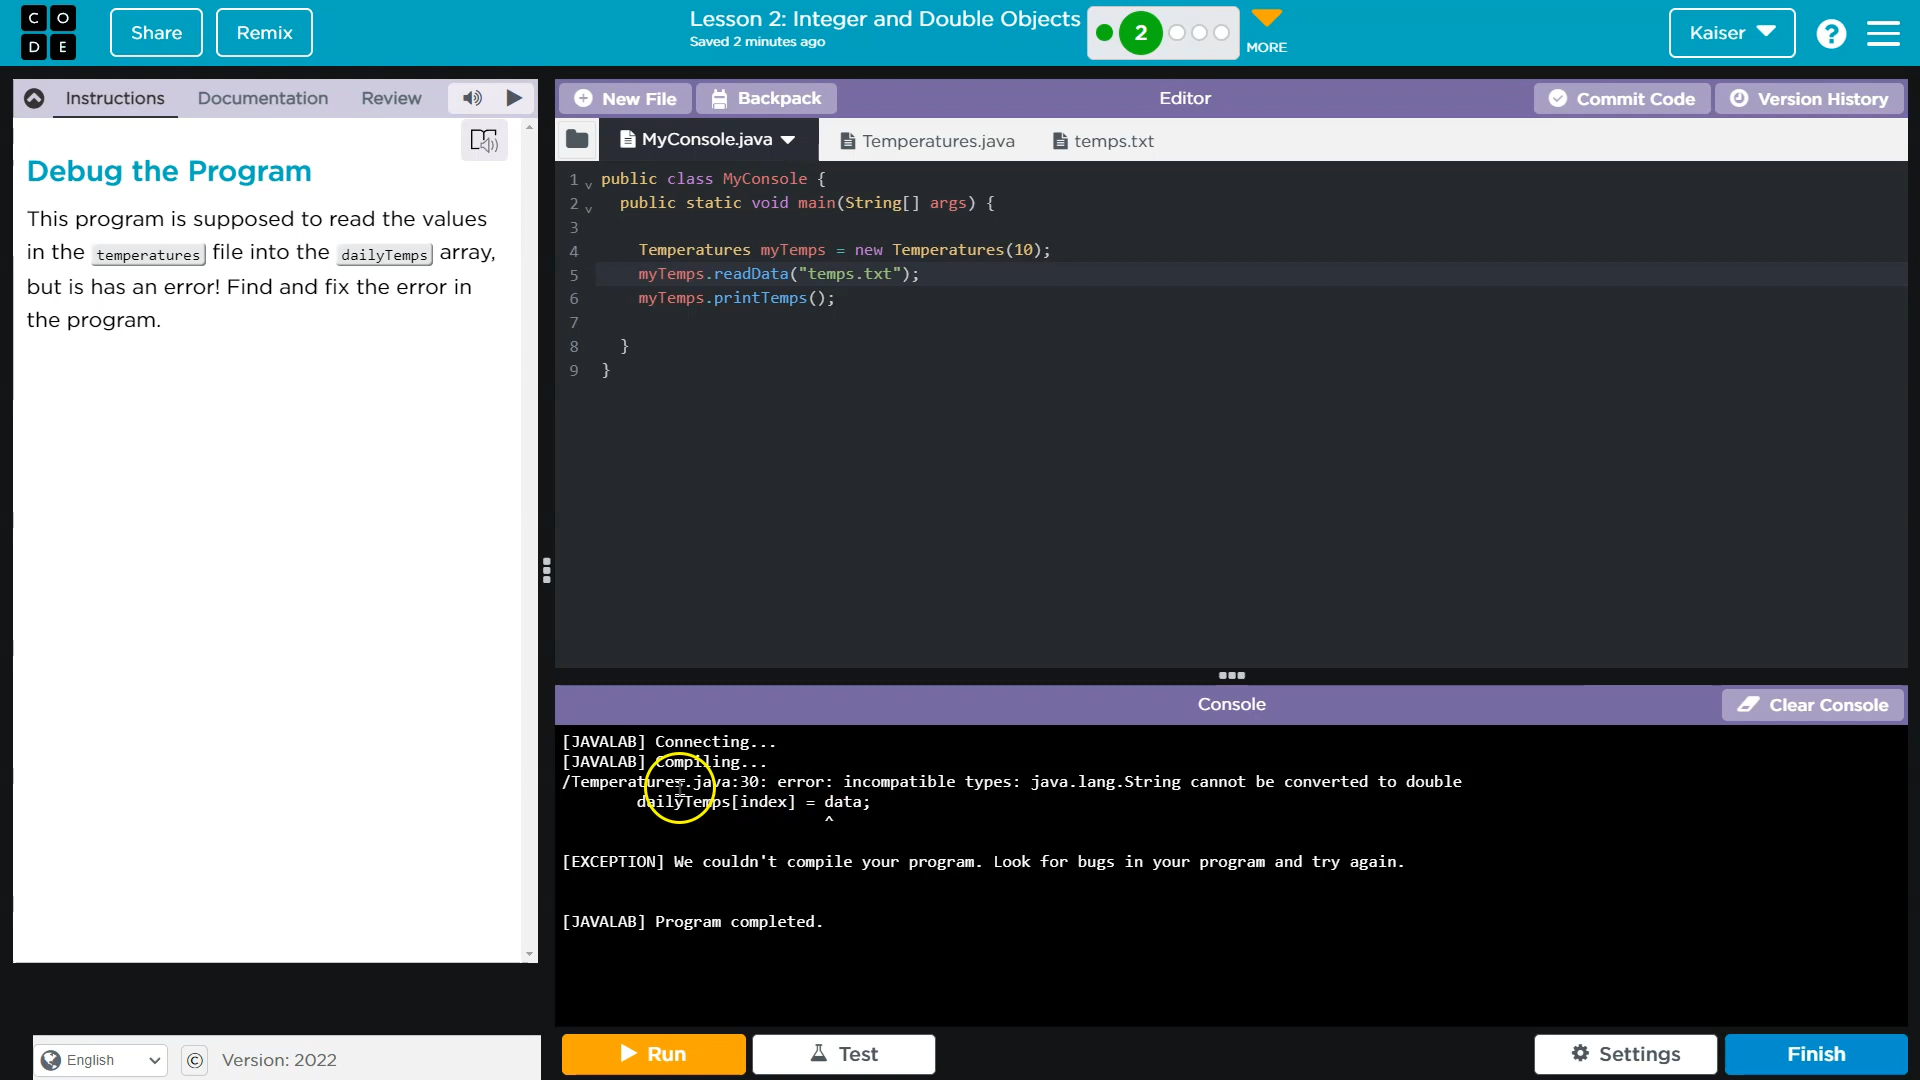 C O
D E
Share
Remix
Lesson 2: Integer and Double Objects
Saved 2 minutes ago
2
MORE
Kaiser
?
Instructions
Documentation
Review
Debug the Program
This program is supposed to read the values
in the temperatures file into the dailyTemps array,
but is has an error! Find and fix the error in
the program.
New File
Backpack
Editor
Commit Code
Version History
MyConsole.java
Temperatures.java
temps.txt
1 public class MyConsole {
2 public static void main(String[] args) {
3
4 Temperatures myTemps = new Temperatures(10);
5 myTemps.readData("temps.txt");
6 myTemps.printTemps();
7
8 }
9 }
Console
Clear Console
[JAVALAB] Connecting...
[JAVALAB] Compiling...
/Temperatures.java:30: error: incompatible types: java.lang.String cannot be converted to double
dailyTemps[index] = data;
^
[EXCEPTION] We couldn't compile your program. Look for bugs in your program and try again.
[JAVALAB] Program completed.
English
©
Version: 2022
Run
Test
Settings
Finish